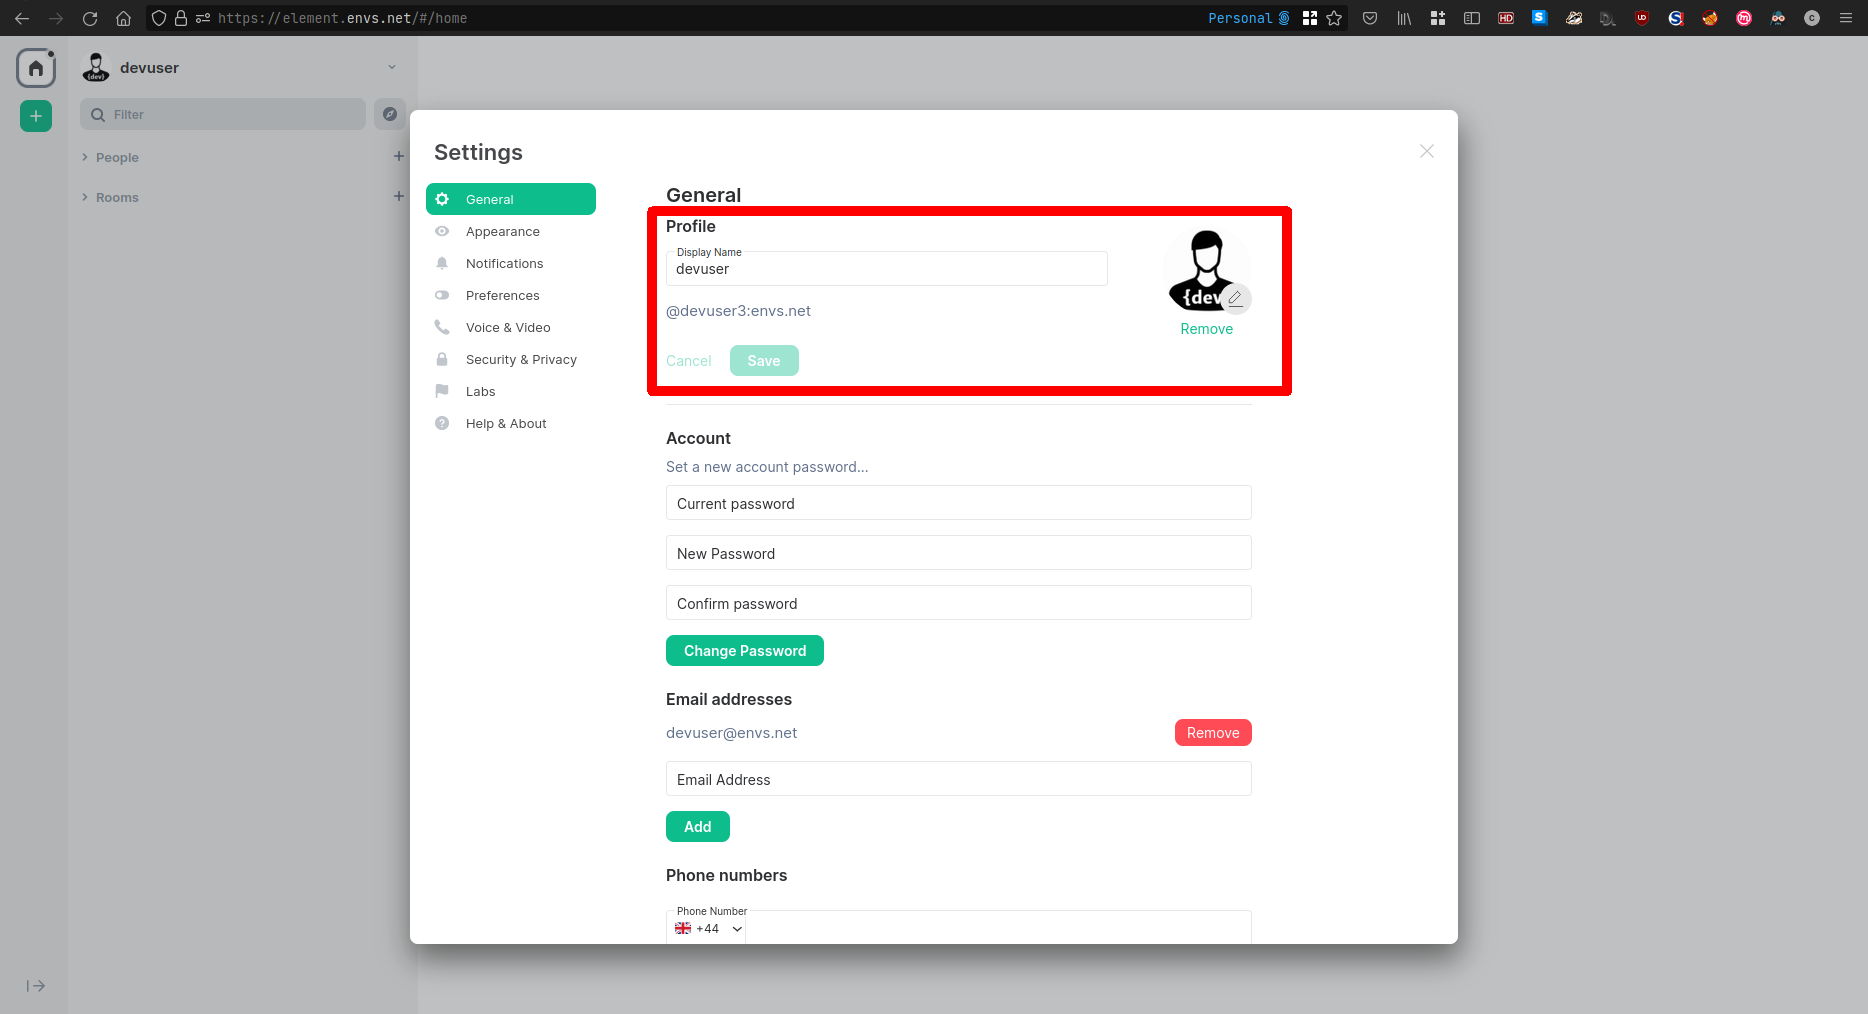 https://element.envs.net/#/home
Personal
HD
devuser
Filter
People
Rooms
Settings
General
Appearance
Notifications
Preferences
Voice & Video
Security & Privacy
Labs
Help & About
General
Profile
Display Name
devuser
@devuser3:envs.net
Remove
Cancel
Save
Account
Set a new account password...
Current password
New Password
Confirm password
Change Password
Email addresses
devuser@envs.net
Remove
Email Address
Add
Phone numbers
Phone Number
+44